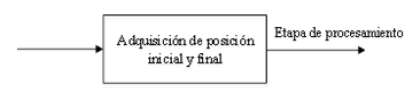 Adquisición de posición
inicial y final
Etapa de procesamiento